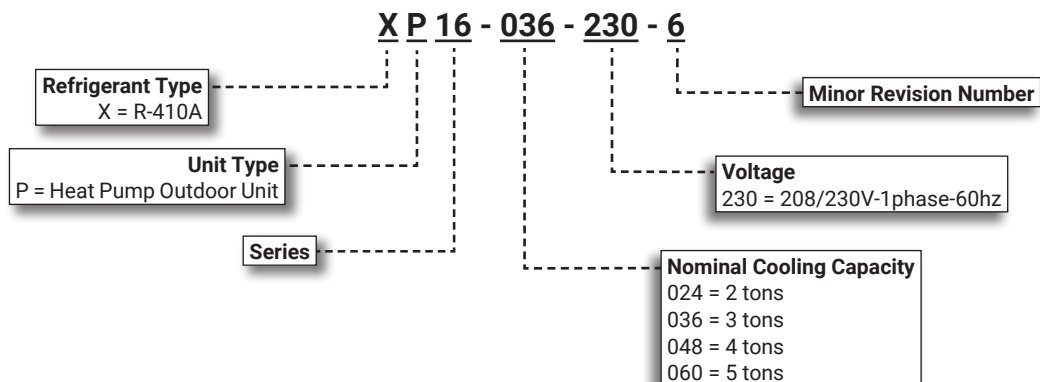 X P 16 - 036 - 230 - 6
Refrigerant Type
X = R-410A
Minor Revision Number
Unit Type
P = Heat Pump Outdoor Unit
Voltage
230 = 208/230V-1phase-60hz
Series
Nominal Cooling Capacity
024 = 2 tons
036 = 3 tons
048 = 4 tons
060 = 5 tons